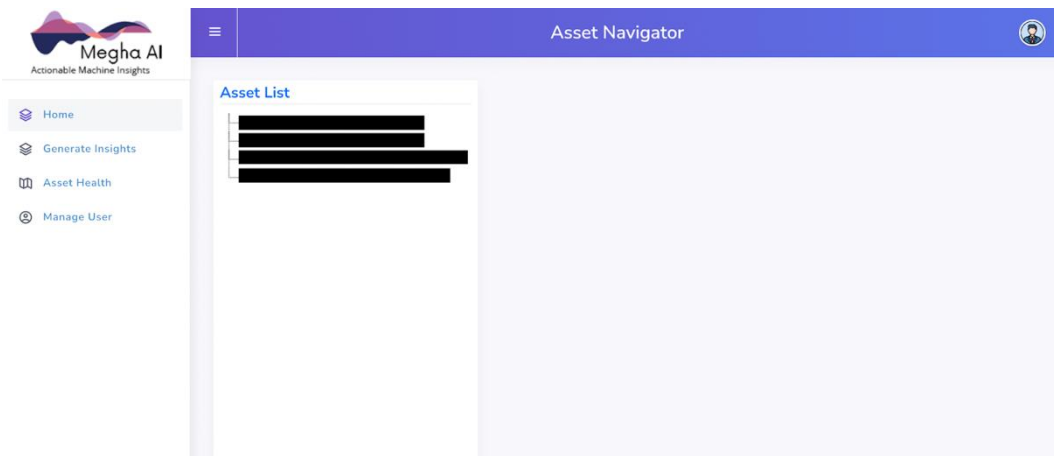 Megha AI
Actionable Machine Insights
Asset Navigator
Home
Generate Insights
Asset Health
Manage User
Asset List